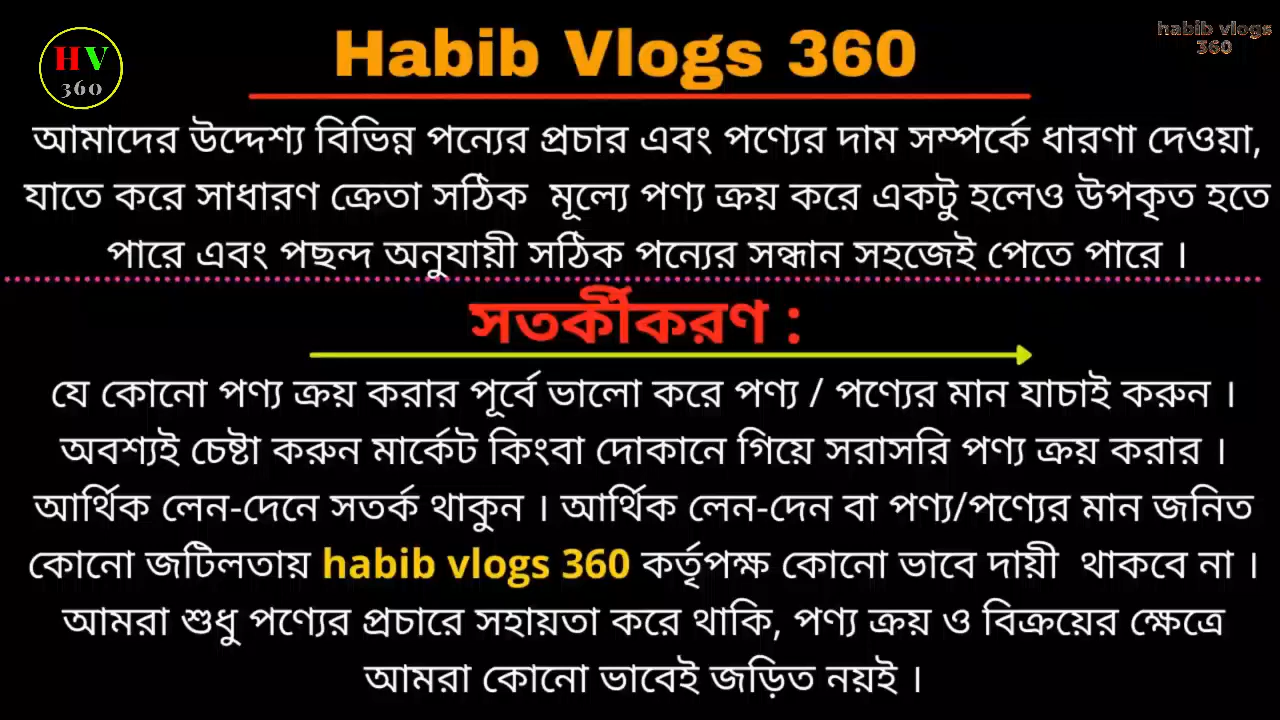 Habib Vlogs 360
HV
360
habib vlogs
360
আমাদের উদ্দেশ্য বিভিন্ন পন্যের প্রচার এবং পণ্যের দাম সম্পর্কে ধারণা দেওয়া,
যাতে করে সাধারণ ক্রেতা সঠিক মূল্যে পণ্য ক্রয় করে একটু হলেও উপকৃত হতে
পারে এবং পছন্দ অনুযায়ী সঠিক পন্যের সন্ধান সহজেই পেতে পারে ।
সতর্কীকরণ :
যে কোনো পণ্য ক্রয় করার পূর্বে ভালো করে পণ্য / পণ্যের মান যাচাই করুন ।
অবশ্যই চেষ্টা করুন মার্কেট কিংবা দোকানে গিয়ে সরাসরি পণ্য ক্রয় করার ।
আর্থিক লেন-দেনে সতর্ক থাকুন । আর্থিক লেন-দেন বা পণ্য/পণ্যের মান জনিত
কোনো জটিলতায় habib vlogs 360 কর্তৃপক্ষ কোনো ভাবে দায়ী থাকবে না ।
আমরা শুধু পণ্যের প্রচারে সহায়তা করে থাকি, পণ্য ক্রয় ও বিক্রয়ের ক্ষেত্রে
আমরা কোনো ভাবেই জড়িত নয়ই ।